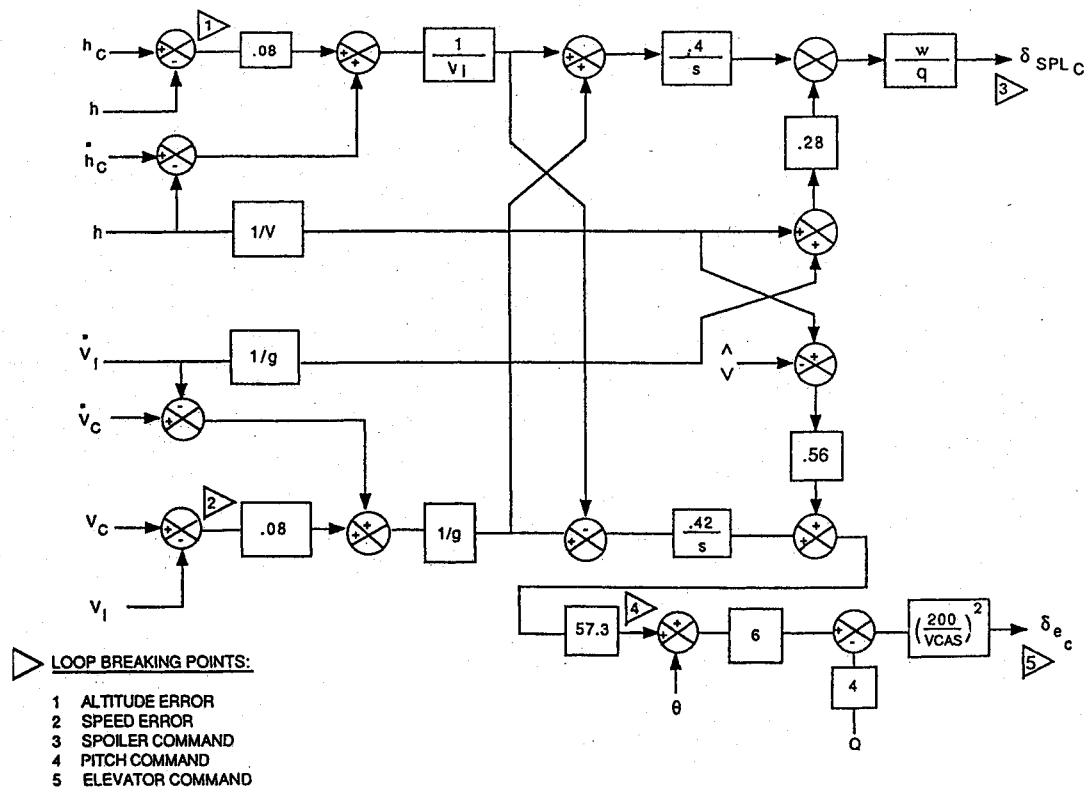 h_C
1
.08
1 / V_I
.4 / s
w / q
δ_SPL_C
3
h
ḣ_C
.28
h
1/V
V̇_I
1/g
^
V
V̇_C
.56
V_C
2
.08
1/g
.42 / s
V_I
57.3
4
6
(200 / VCAS)²
δ_e_c
5
θ
4
Q
LOOP BREAKING POINTS:
1 ALTITUDE ERROR
2 SPEED ERROR
3 SPOILER COMMAND
4 PITCH COMMAND
5 ELEVATOR COMMAND